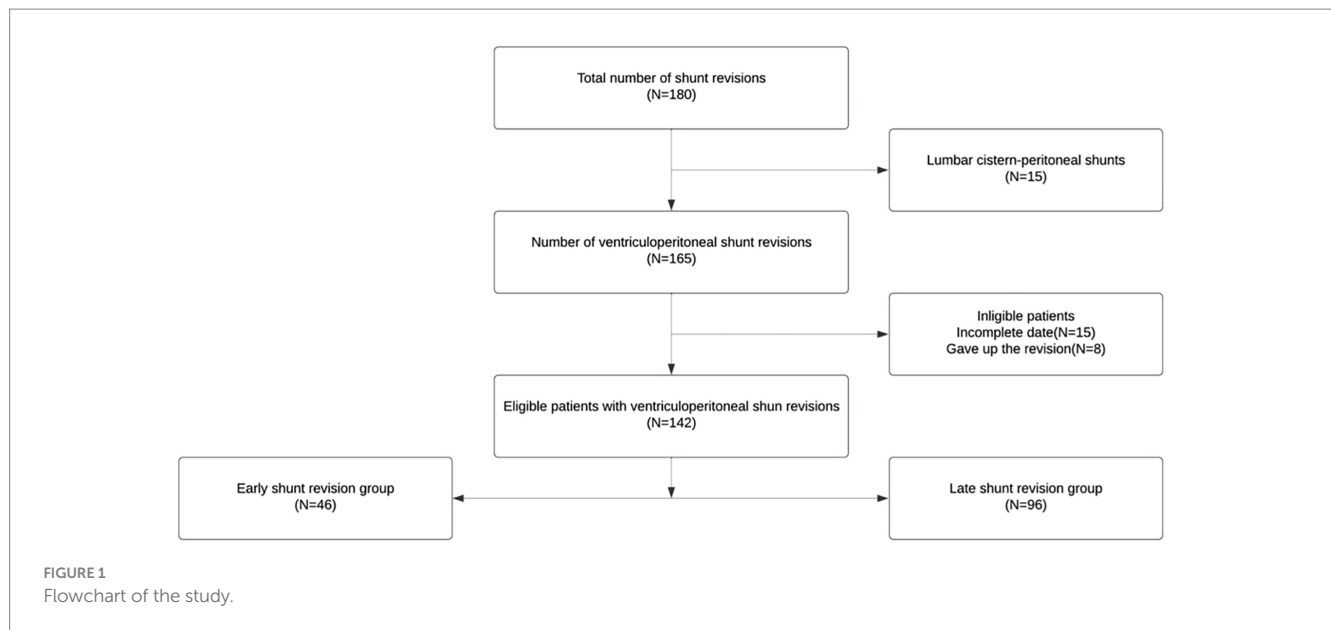 Total number of shunt revisions
(N=180)
Lumbar cistern-peritoneal shunts
(N=15)
Number of ventriculoperitoneal shunt revisions
(N=165)
Inligible patients
Incomplete date(N=15)
Gave up the revision(N=8)
Eligible patients with ventriculoperitoneal shun revisions
(N=142)
Early shunt revision group
(N=46)
Late shunt revision group
(N=96)
FIGURE 1
Flowchart of the study.